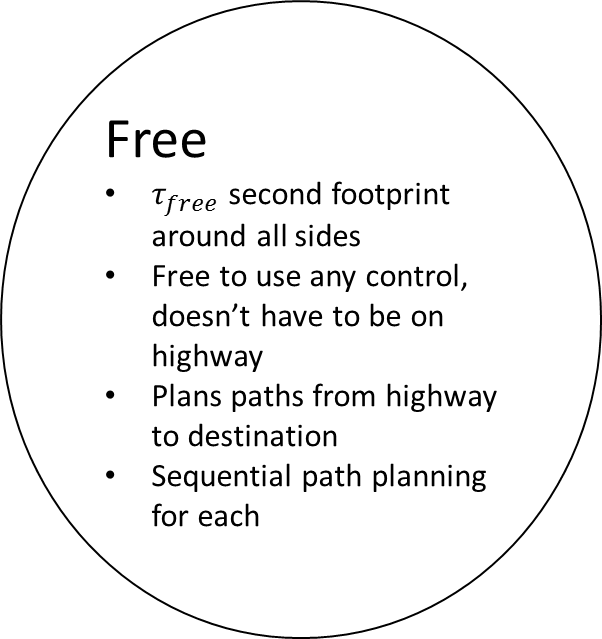 Free
• τ_free second footprint
around all sides
• Free to use any control,
doesn’t have to be on
highway
• Plans paths from highway
to destination
• Sequential path planning
for each